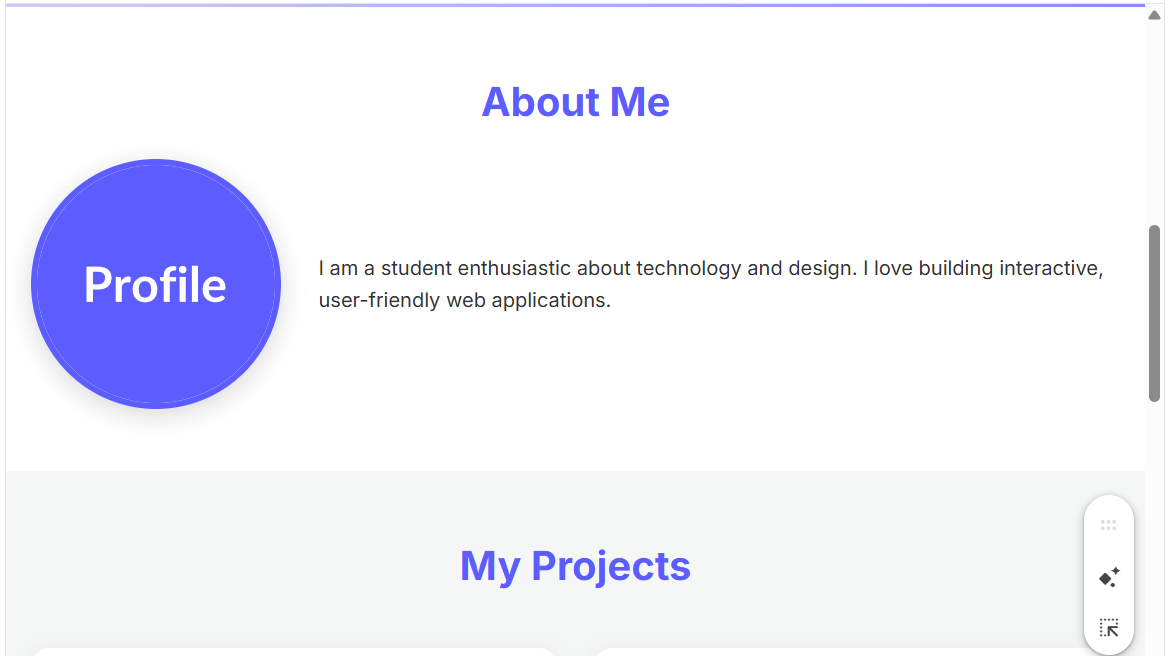 About Me
Profile
I am a student enthusiastic about technology and design. I love building interactive,
user-friendly web applications.
My Projects